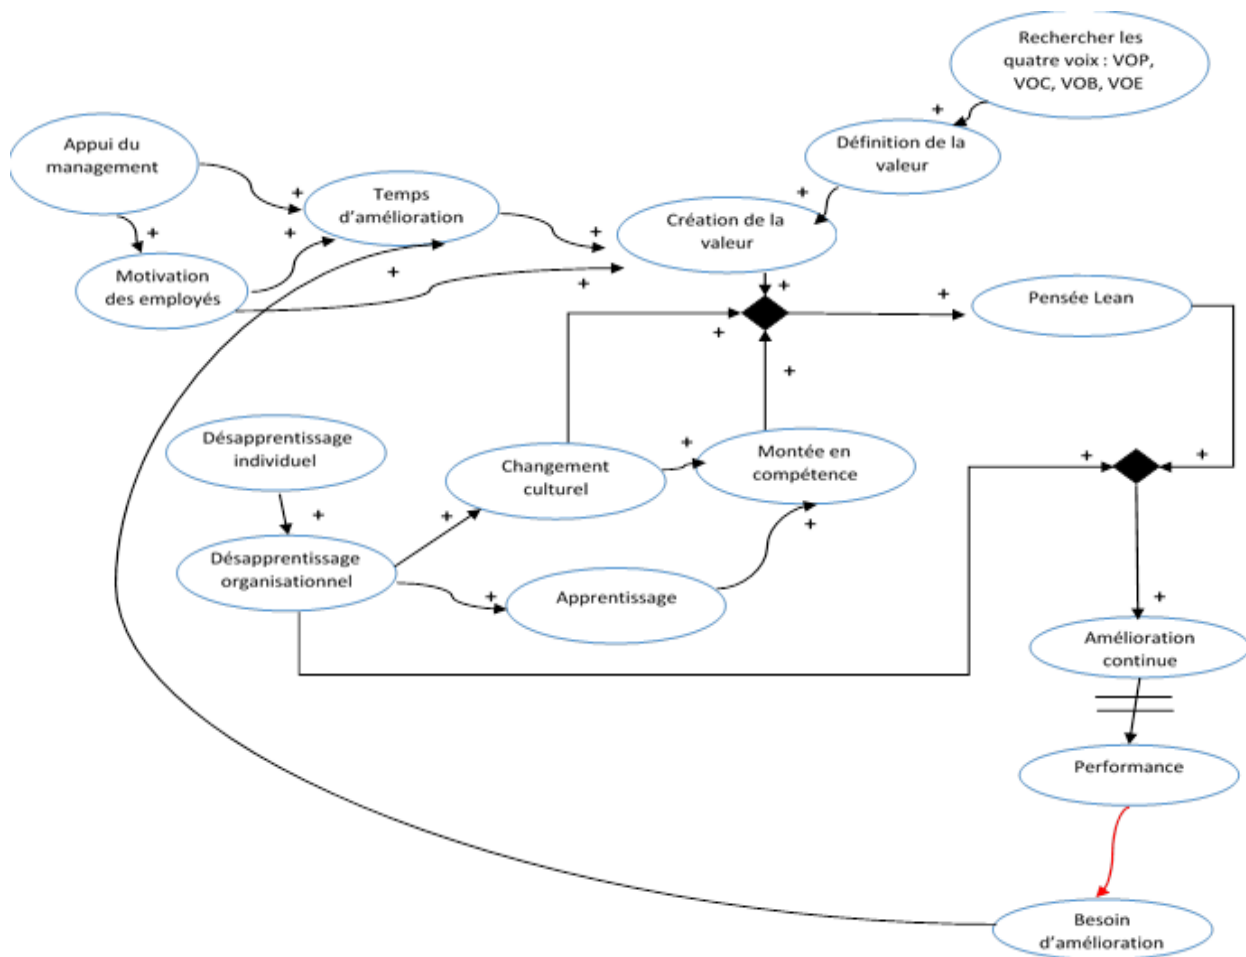 Rechercher les
quatre voix : VOP,
VOC, VOB, VOE
+
Appui du
management
Définition de la
valeur
+
+
Temps
d'amélioration
+
Création de la
valeur
+
+
+
Motivation
des employés
+
+
+
+
Pensée Lean
+
+
Désapprentissage
individuel
+
Changement
culturel
Montée en
compétence
+
+
+
+
+
Désapprentissage
organisationnel
+
Apprentissage
+
Amélioration
continue
Performance
Besoin
d'amélioration